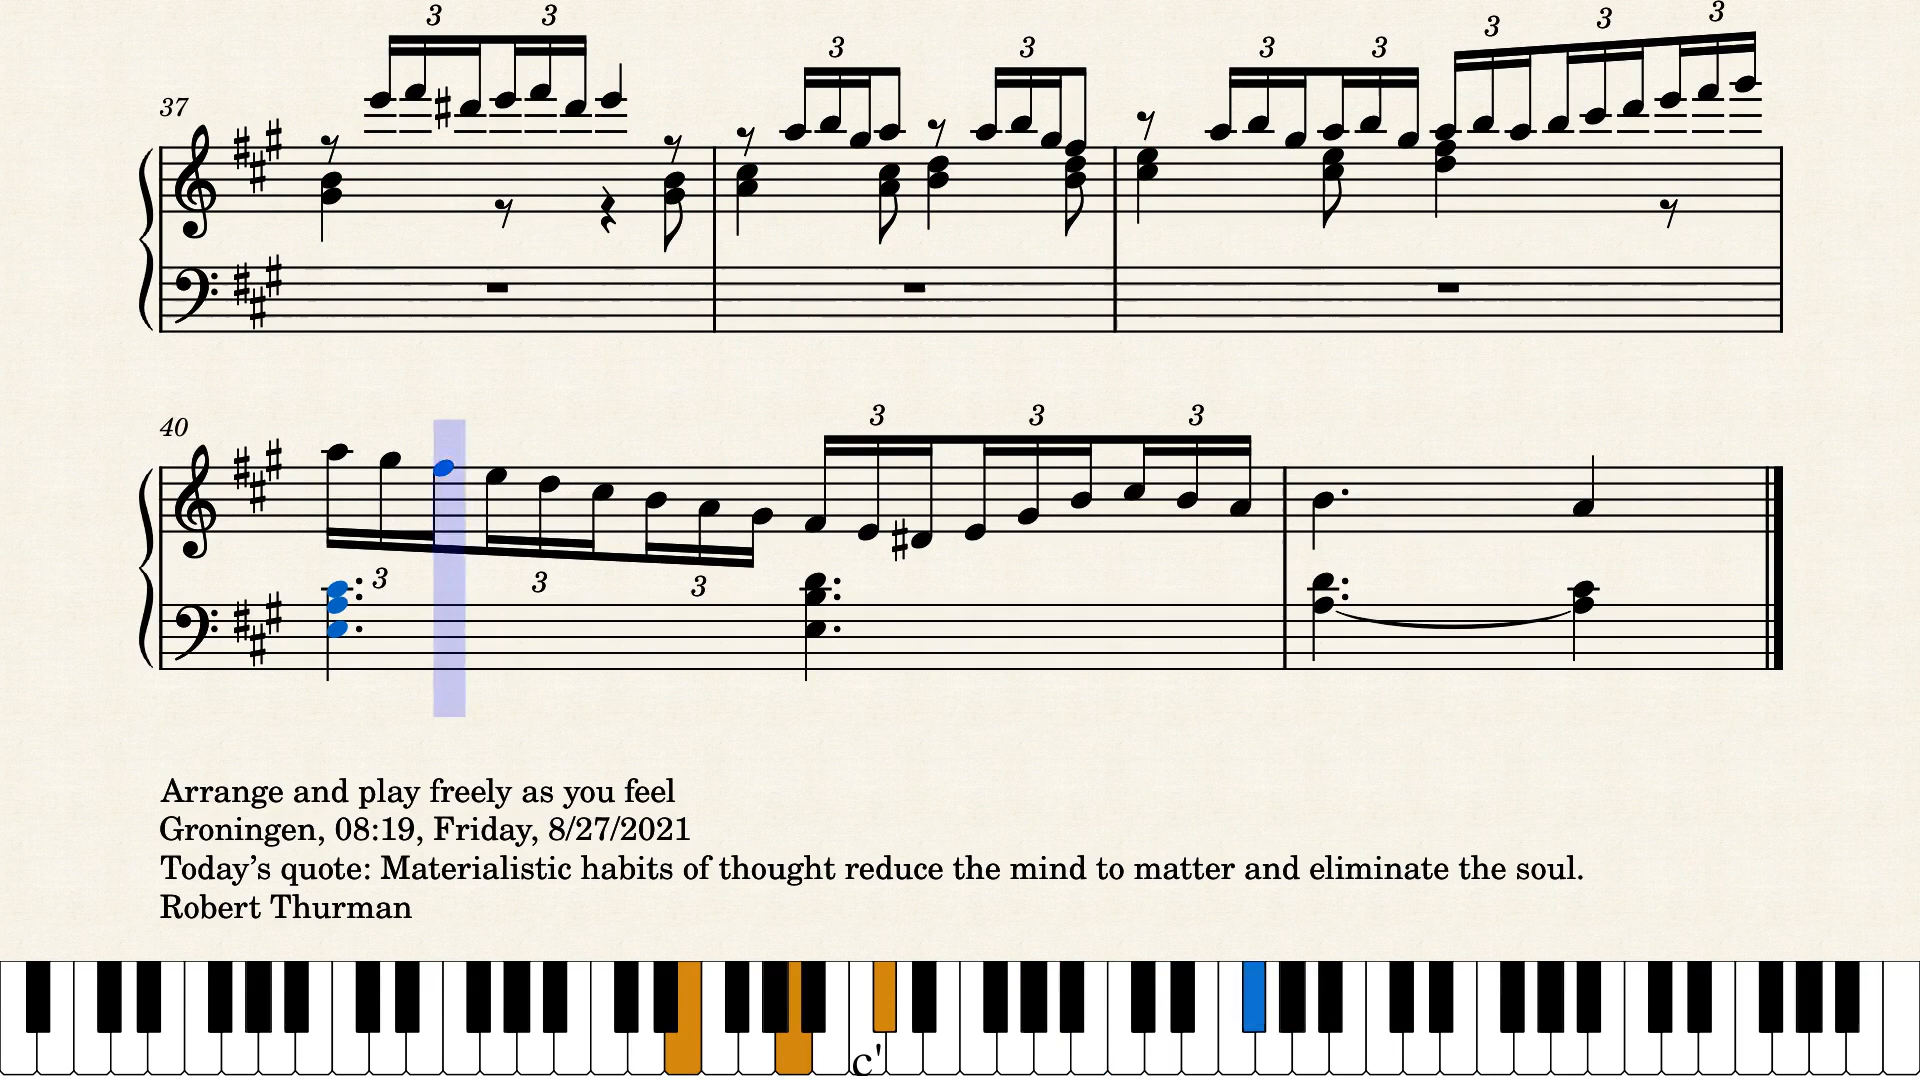 3 3
3 3
3 3 3 3 3
37
3 3 3
40
3 3 3
Arrange and play freely as you feel
Groningen, 08:19, Friday, 8/27/2021
Today’s quote: Materialistic habits of thought reduce the mind to matter and eliminate the soul.
Robert Thurman
c'